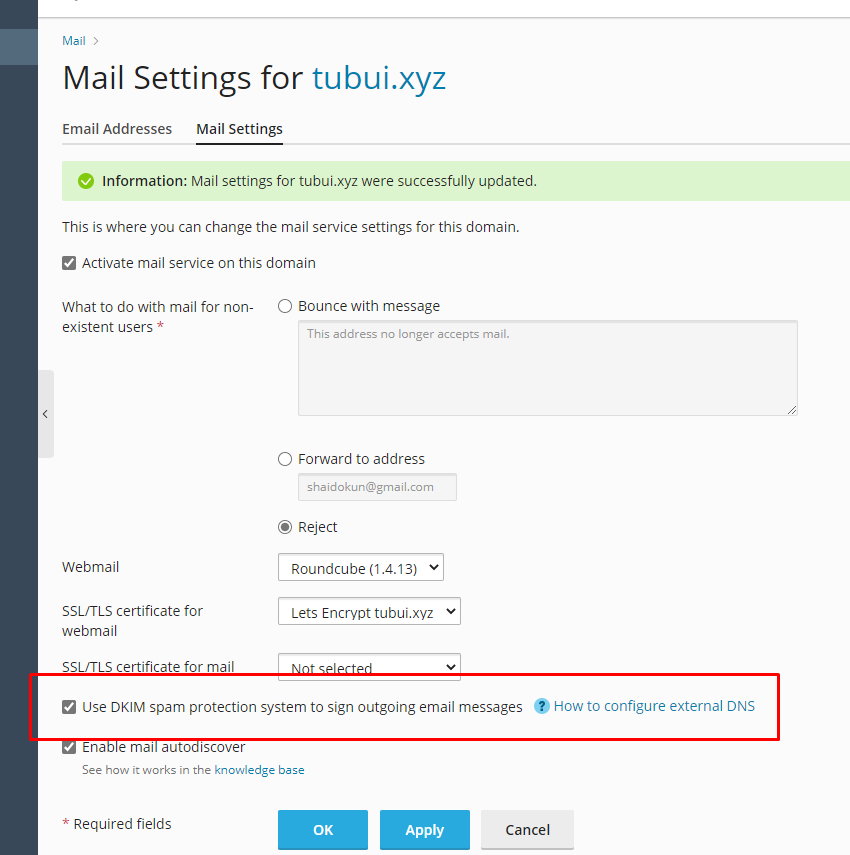 Mail >
Mail Settings for tubui.xyz
Email Addresses Mail Settings
Information: Mail settings for tubui.xyz were successfully updated.
This is where you can change the mail service settings for this domain.
Activate mail service on this domain
What to do with mail for non-
existent users *
Bounce with message
This address no longer accepts mail.
Forward to address
shaidokun@gmail.com
Reject
Webmail
Roundcube (1.4.13)
SSL/TLS certificate for
webmail
Lets Encrypt tubui.xyz
SSL/TLS certificate for mail
Not selected
Use DKIM spam protection system to sign outgoing email messages ? How to configure external DNS
Enable mail autodiscover
See how it works in the knowledge base
* Required fields
OK Apply Cancel